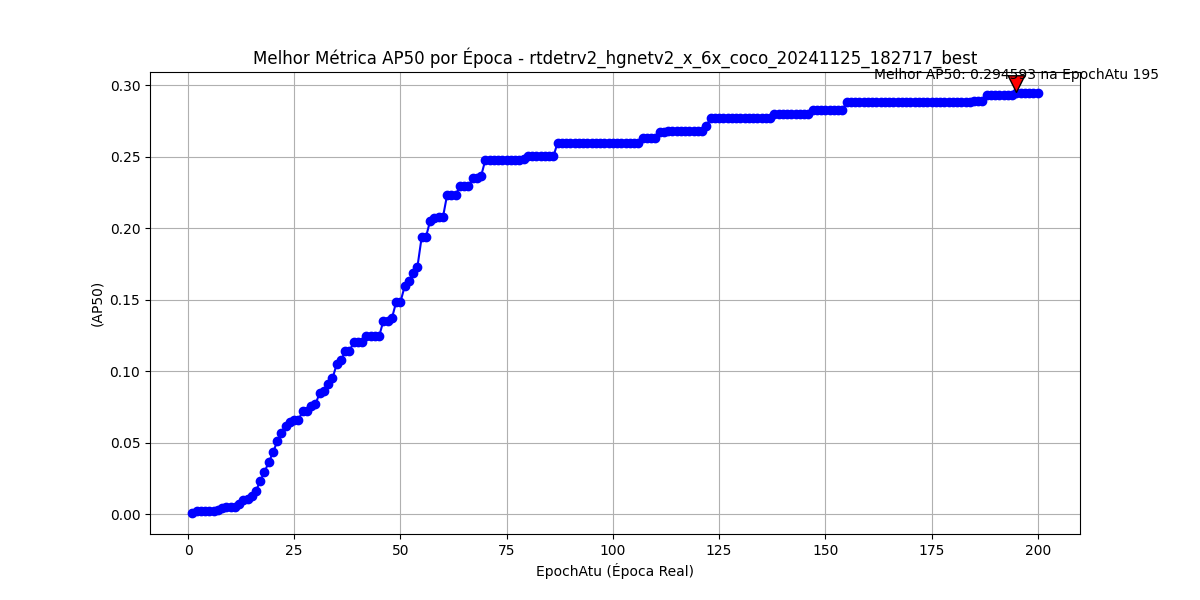 Melhor Métrica AP50 por Época - rtdetrv2_hgnetv2_x_6x_coco_20241125_182717_best
Melhor AP50: 0.294593 na EpochAtu 195
0.30
0.25
0.20
0.15
0.10
0.05
0.00
(AP50)
0 25 50 75 100 125 150 175 200
EpochAtu (Época Real)